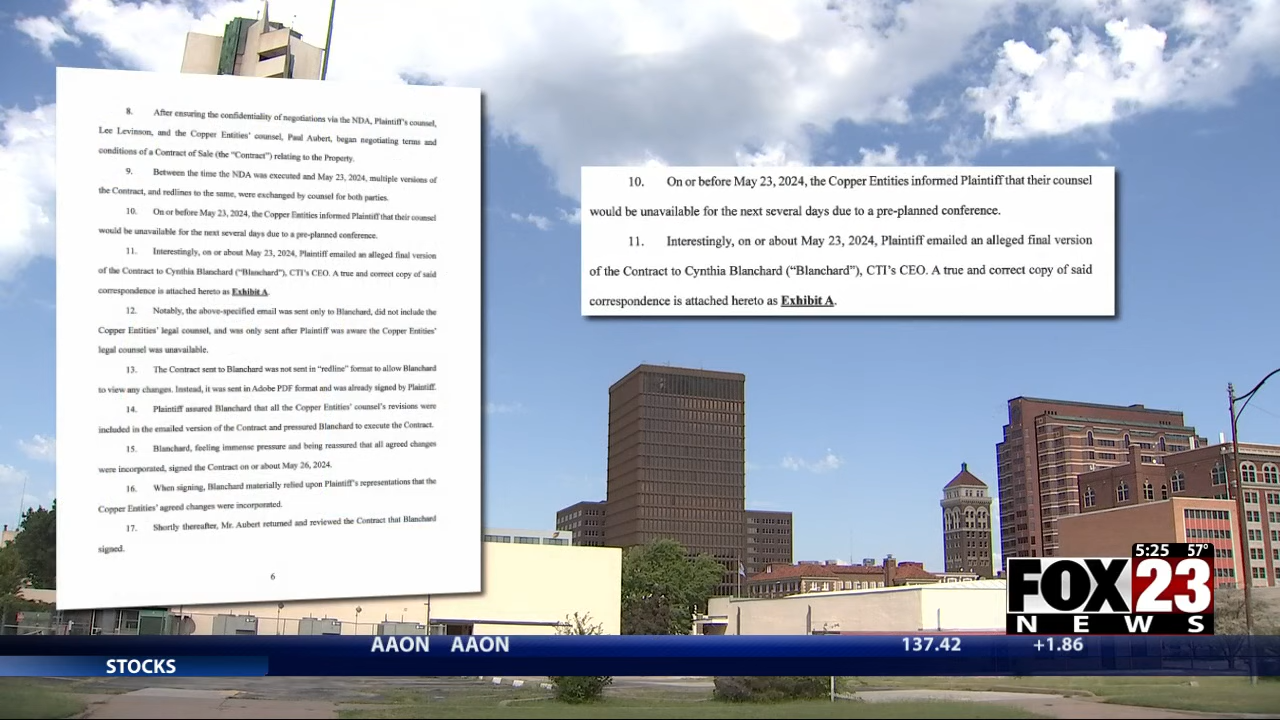 8. After ensuring the confidentiality of negotiations via the NDA, Plaintiff's counsel,
Lee Levinson, and the Copper Entities' counsel, Paul Aubert, began negotiating terms and
conditions of a Contract of Sale (the "Contract") relating to the Property.
9. Between the time the NDA was executed and May 23, 2024, multiple versions of
the Contract, and redlines to the same, were exchanged by counsel for both parties.
10. On or before May 23, 2024, the Copper Entities informed Plaintiff that their counsel
would be unavailable for the next several days due to a pre-planned conference.
11. Interestingly, on or about May 23, 2024, Plaintiff emailed an alleged final version
of the Contract to Cynthia Blanchard ("Blanchard"), CTI's CEO. A true and correct copy of said
correspondence is attached hereto as Exhibit A.
12. Notably, the above-specified email was sent only to Blanchard, did not include the
Copper Entities' legal counsel, and was only sent after Plaintiff was aware the Copper Entities'
legal counsel was unavailable.
13. The Contract sent to Blanchard was not sent in "redline" format to allow Blanchard
to view any changes. Instead, it was sent in Adobe PDF format and was already signed by Plaintiff.
14. Plaintiff assured Blanchard that all the Copper Entities' counsel's revisions were
included in the emailed version of the Contract and pressured Blanchard to execute the Contract.
15. Blanchard, feeling immense pressure and being reassured that all agreed changes
were incorporated, signed the Contract on or about May 26, 2024.
16. When signing, Blanchard materially relied upon Plaintiff's representations that the
Copper Entities' agreed changes were incorporated.
17. Shortly thereafter, Mr. Aubert returned and reviewed the Contract that Blanchard
signed.
6
10. On or before May 23, 2024, the Copper Entities informed Plaintiff that their counsel
would be unavailable for the next several days due to a pre-planned conference.
11. Interestingly, on or about May 23, 2024, Plaintiff emailed an alleged final version
of the Contract to Cynthia Blanchard ("Blanchard"), CTI's CEO. A true and correct copy of said
correspondence is attached hereto as Exhibit A.
5:25 57°
FOX 23
NEWS
AAON AAON 137.42 +1.86
STOCKS